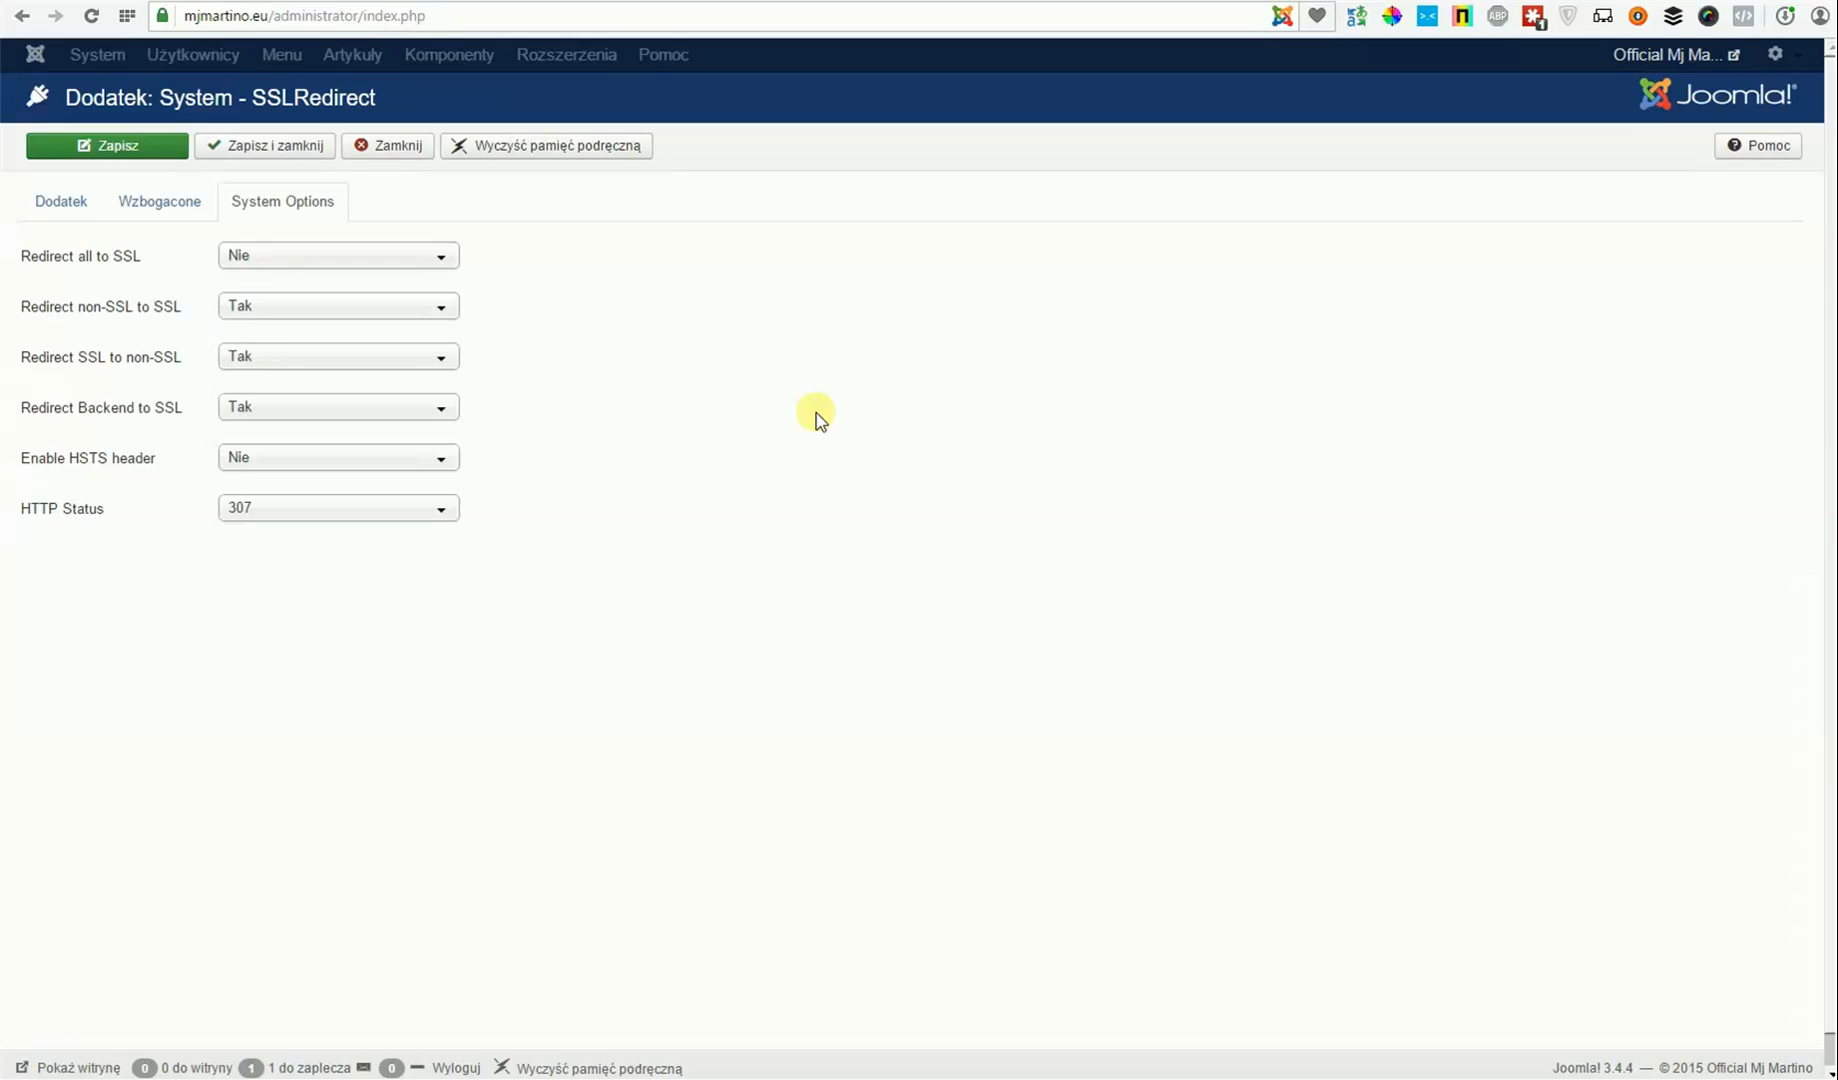 mjmartino.eu/administrator/index.php
ABP
1
System Użytkownicy Menu Artykuły Komponenty Rozszerzenia Pomoc
Official Mj Ma...
Dodatek: System - SSLRedirect
Joomla!®
Zapisz
Zapisz i zamknij
Zamknij
Wyczyść pamięć podręczną
Pomoc
Dodatek
Wzbogacone
System Options
Redirect all to SSL Nie
Redirect non-SSL to SSL Tak
Redirect SSL to non-SSL Tak
Redirect Backend to SSL Tak
Enable HSTS header Nie
HTTP Status 307
Pokaż witrynę 0 0 do witryny 1 1 do zaplecza 0 Wyloguj Wyczyść pamięć podręczną
Joomla! 3.4.4 — © 2015 Official Mj Martino